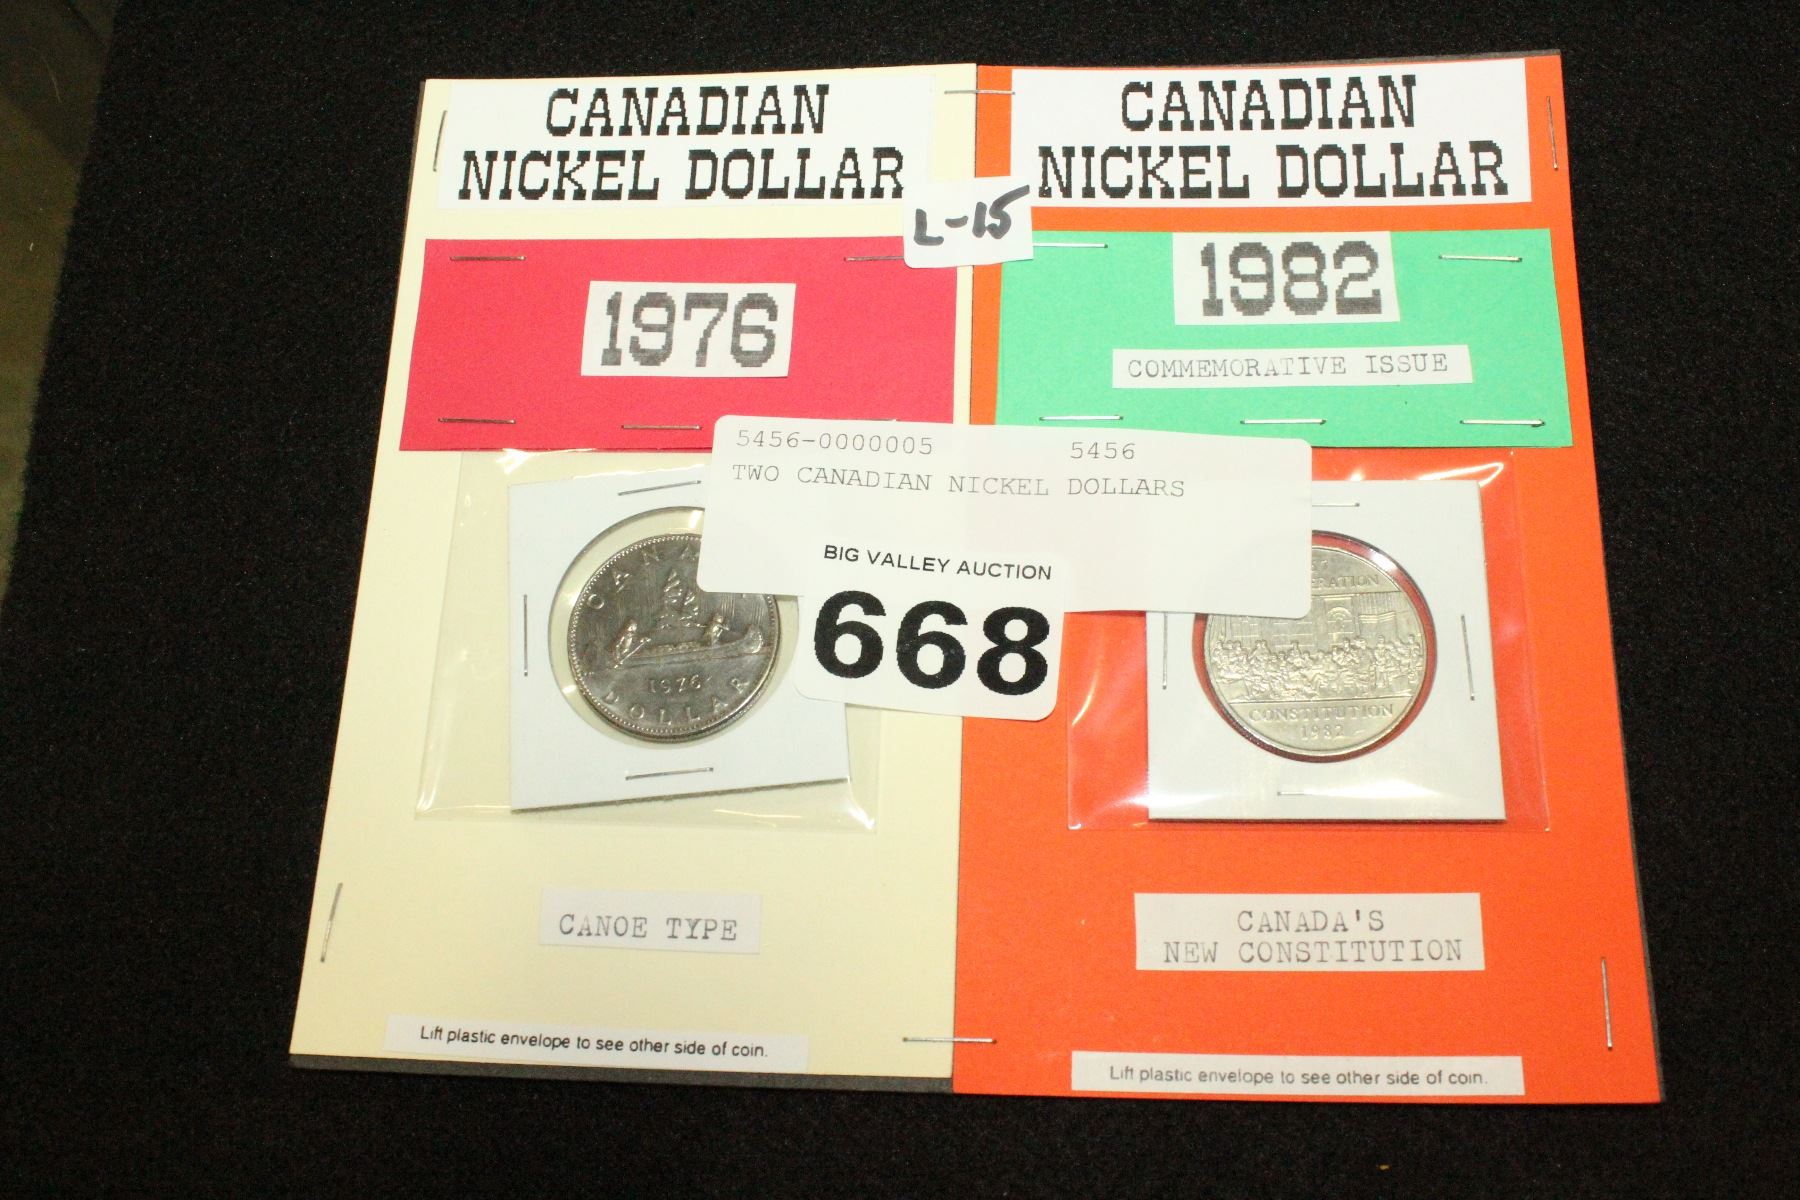 CANADIAN
NICKEL DOLLAR
1976
CANADIAN
NICKEL DOLLAR
L-15
1982
COMMEMORATIVE ISSUE
5456-0000005 5456
TWO CANADIAN NICKEL DOLLARS
BIG VALLEY AUCTION
668
CANA
1976
DOLLAR
CONSTITUTION
1982
CANOE TYPE
CANADA'S
NEW CONSTITUTION
Lift plastic envelope to see other side of coin.
Lift plastic envelope to see other side of coin.